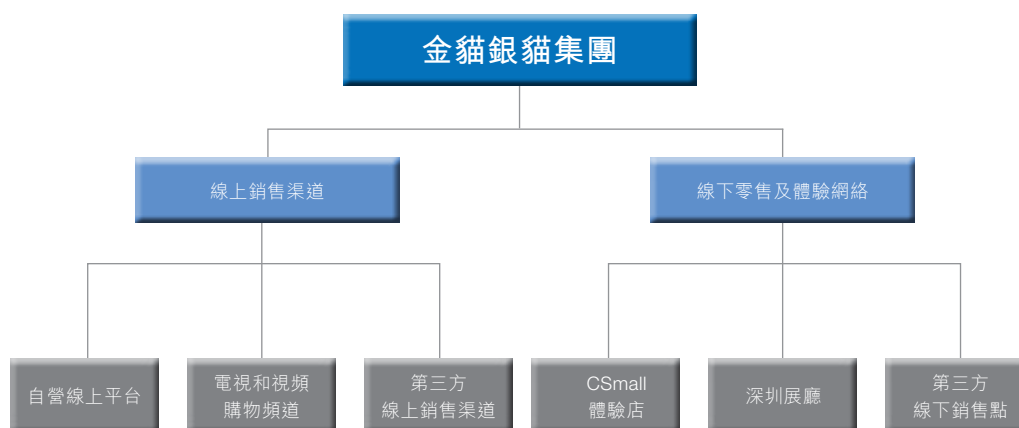 金貓銀貓集團
線上銷售渠道
線下零售及體驗網絡
自營線上平台
電視和視頻
購物頻道
第三方
線上銷售渠道
CSmall
體驗店
深圳展廳
第三方
線下銷售點